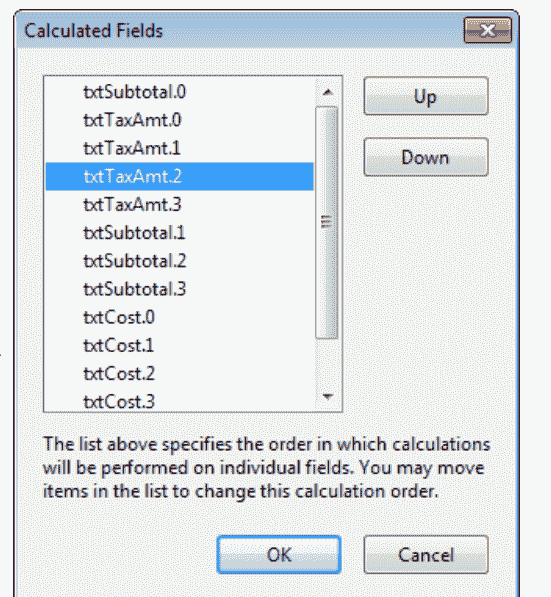 Calculated Fields
txtSubtotal.0
txtTaxAmt.0
txtTaxAmt.1
txtTaxAmt.2
txtTaxAmt.3
txtSubtotal.1
txtSubtotal.2
txtSubtotal.3
txtCost.0
txtCost.1
txtCost.2
txtCost.3
Up
Down
The list above specifies the order in which calculations
will be performed on individual fields. You may move
items in the list to change this calculation order.
OK
Cancel